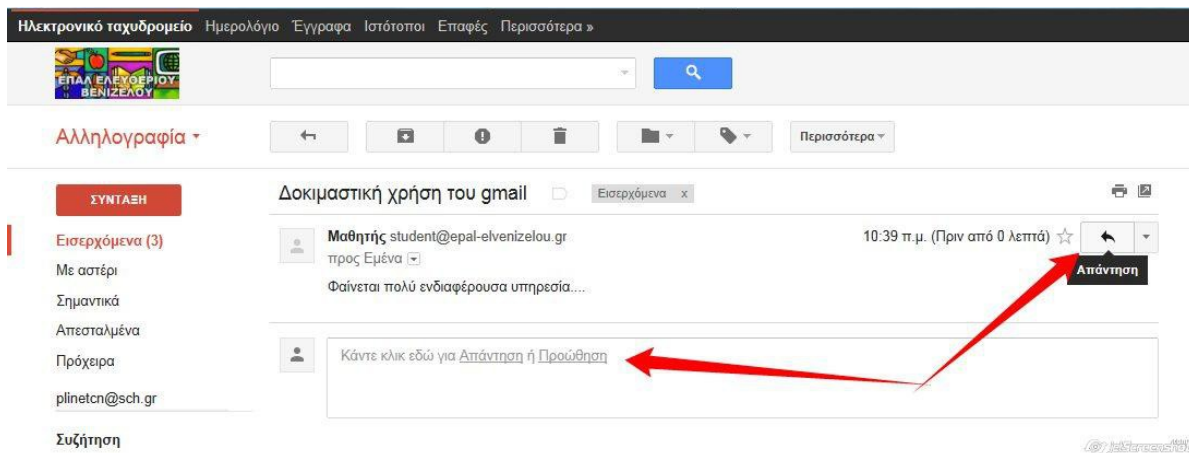 Ηλεκτρονικό ταχυδρομείο Ημερολόγιο Έγγραφα Ιστότοποι Επαφές Περισσότερα »
ΕΠΑΛ ΕΛΕΥΘΕΡΙΟΥ
ΒΕΝΙΖΕΛΟΥ
Αλληλογραφία
Περισσότερα
ΣΥΝΤΑΞΗ
Δοκιμαστική χρήση του gmail Εισερχόμενα x
Εισερχόμενα (3)
Με αστέρι
Σημαντικά
Απεσταλμένα
Πρόχειρα
plinetcn@sch.gr
Συζήτηση
Μαθητής student@epal-elvenizelou.gr 10:39 π.μ. (Πριν από 0 λεπτά)
προς Εμένα
Απάντηση
Φαίνεται πολύ ενδιαφέρουσα υπηρεσία....
Κάντε κλικ εδώ για Απάντηση ή Προώθηση